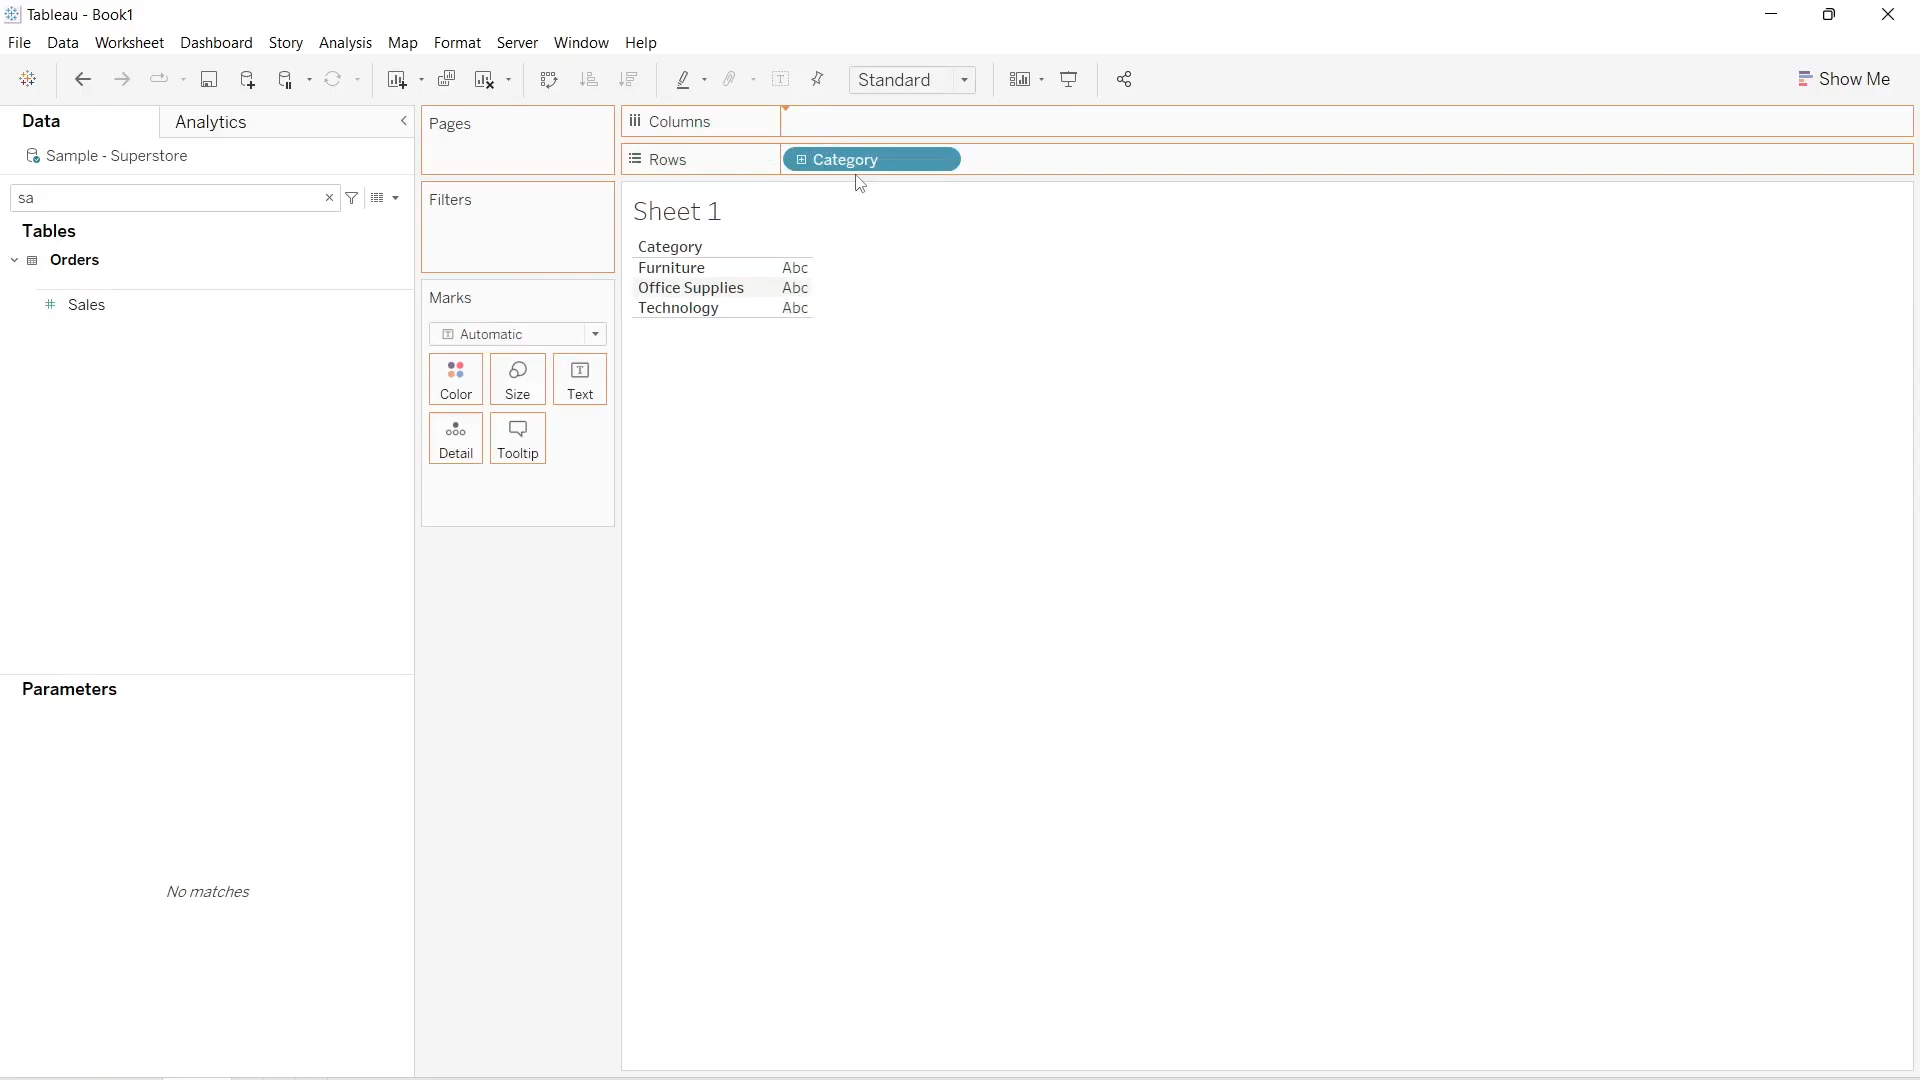 Tableau - Book1
File Data Worksheet Dashboard Story Analysis Map Format Server Window Help
Standard
Show Me
Data
Analytics
Sample - Superstore
sa
Tables
Orders
Sales
Parameters
No matches
Pages
Filters
Marks
Automatic
Color
Size
Text
Detail
Tooltip
Columns
Rows
Category
Sheet 1
Category
Furniture Abc
Office Supplies Abc
Technology Abc